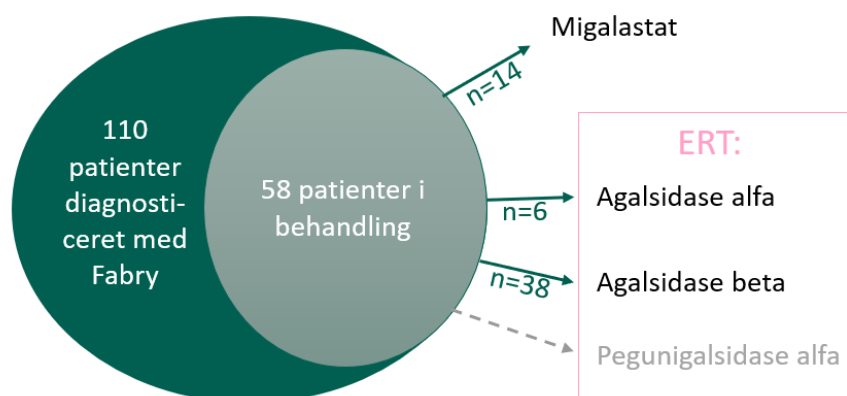 110
patienter
diagnosti-
ceret med
Fabry
58 patienter i
behandling
n=14
Migalastat
ERT:
n=6
Agalsidase alfa
n=38
Agalsidase beta
Pegunigalsidase alfa